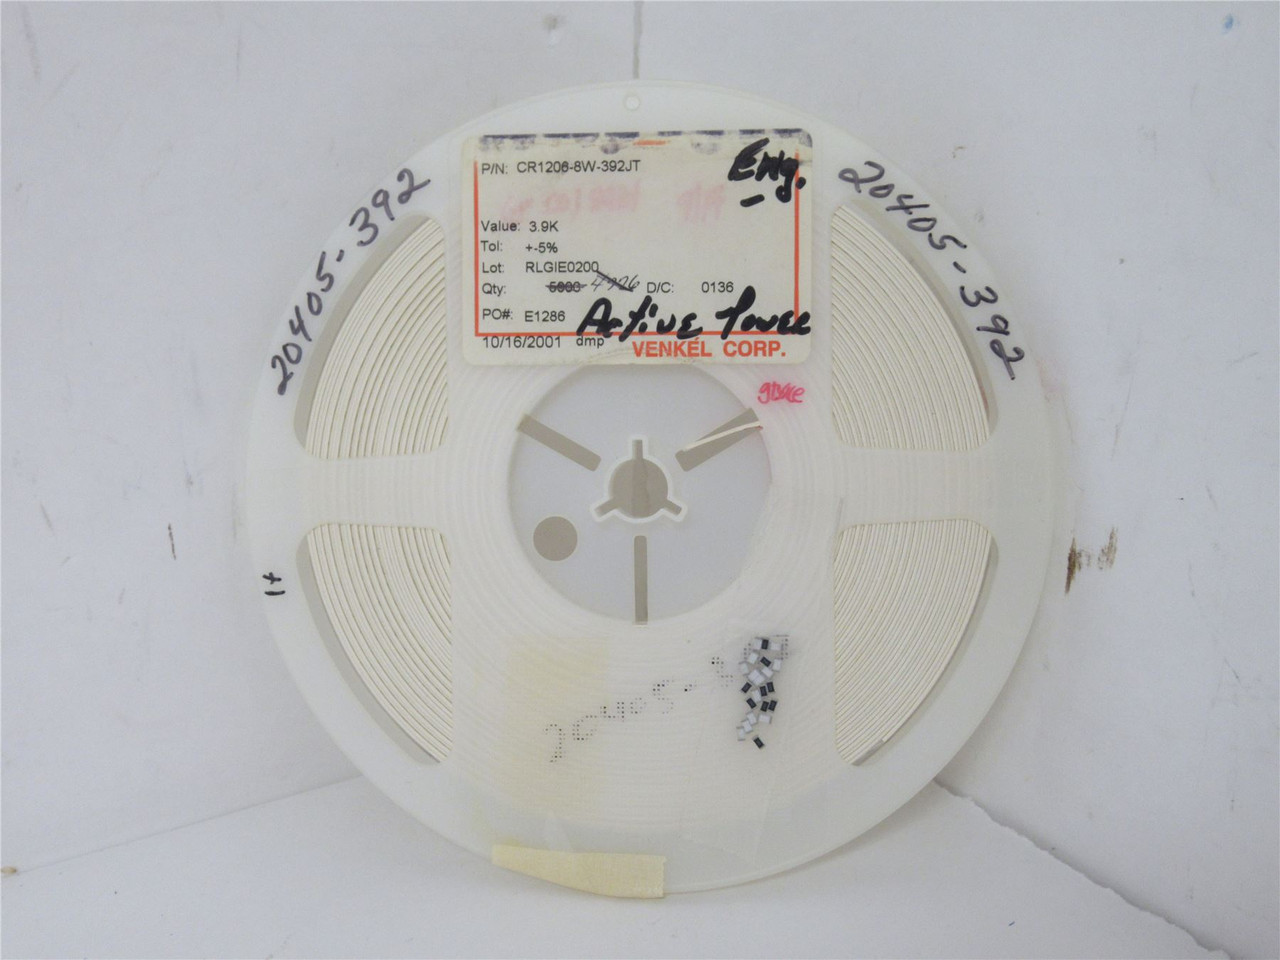 P/N: CR1206-8W-392JT
Eng.
Value: 3.9K
Tol: +-5%
Lot: RLGIE0200
Qty: 5000 4926 D/C: 0136
PO#: E1286 Active Power
10/16/2001 dmp VENKEL CORP.
20405-392
20405-392
20405-